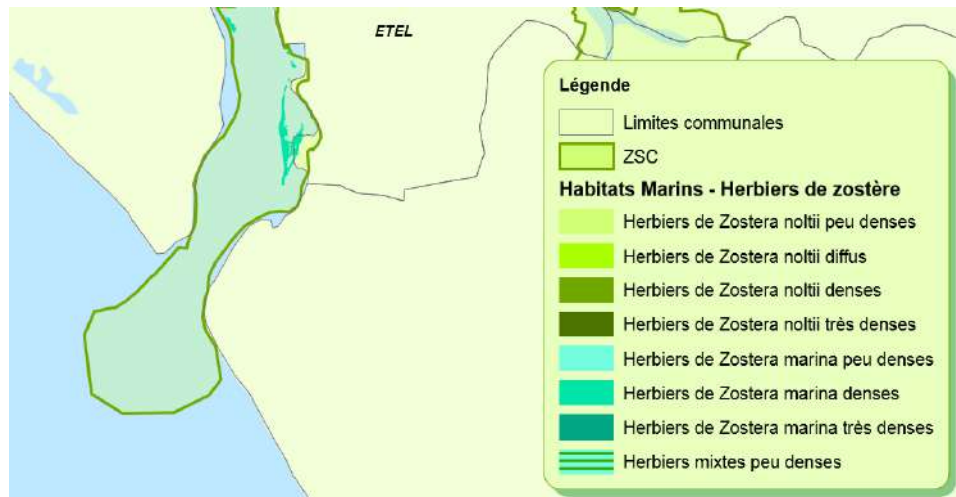 ETEL
Légende
Limites communales
ZSC
Habitats Marins - Herbiers de zostère
Herbiers de Zostera noltii peu denses
Herbiers de Zostera noltii diffus
Herbiers de Zostera noltii denses
Herbiers de Zostera noltii très denses
Herbiers de Zostera marina peu denses
Herbiers de Zostera marina denses
Herbiers de Zostera marina très denses
Herbiers mixtes peu denses